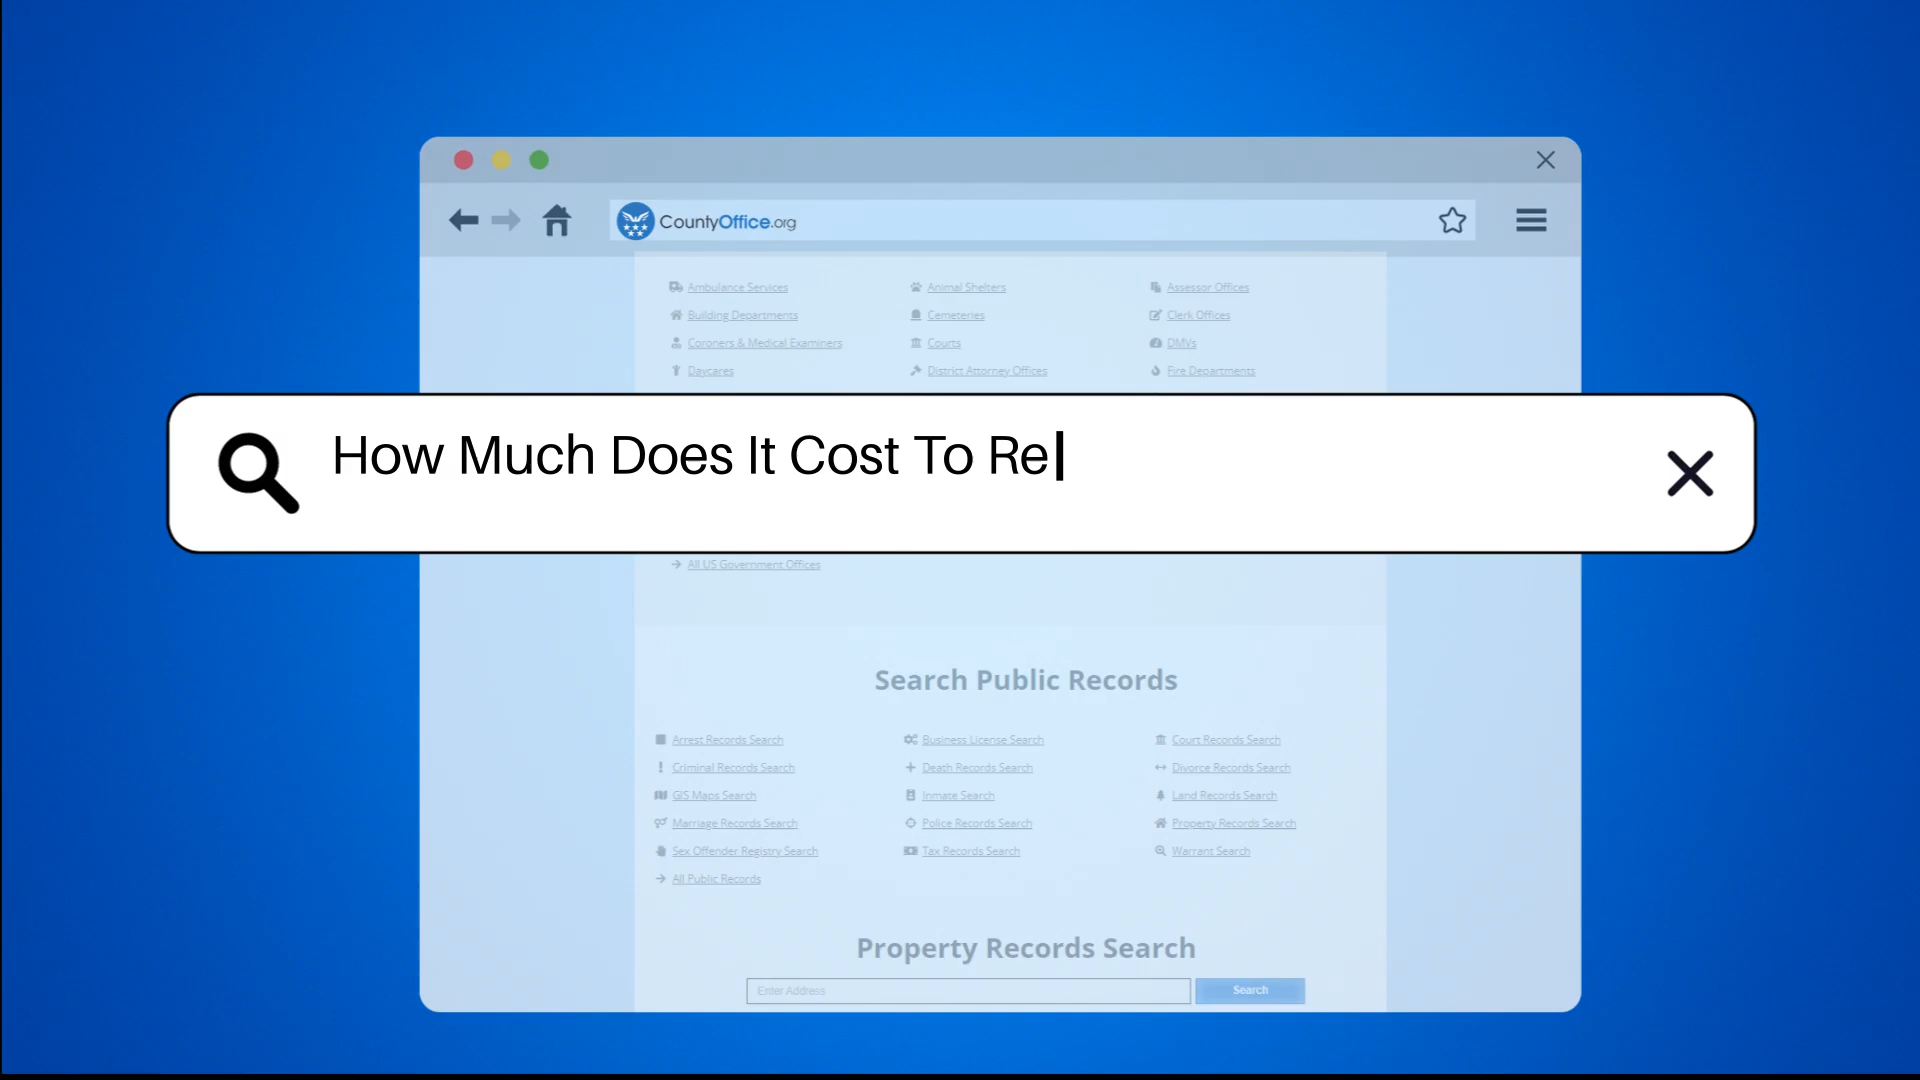 CountyOffice.org
Ambulance Services Animal Shelters Assessor Offices
Building Departments Cemeteries Clerk Offices
Coroners & Medical Examiners Courts DMVs
Daycares District Attorney Offices Fire Departments
How Much Does It Cost To Re
All US Government Offices
Search Public Records
Arrest Records Search Business License Search Court Records Search
Criminal Records Search Death Records Search Divorce Records Search
GIS Maps Search Inmate Search Land Records Search
Marriage Records Search Police Records Search Property Records Search
Sex Offender Registry Search Tax Records Search Warrant Search
All Public Records
Property Records Search
Enter Address Search